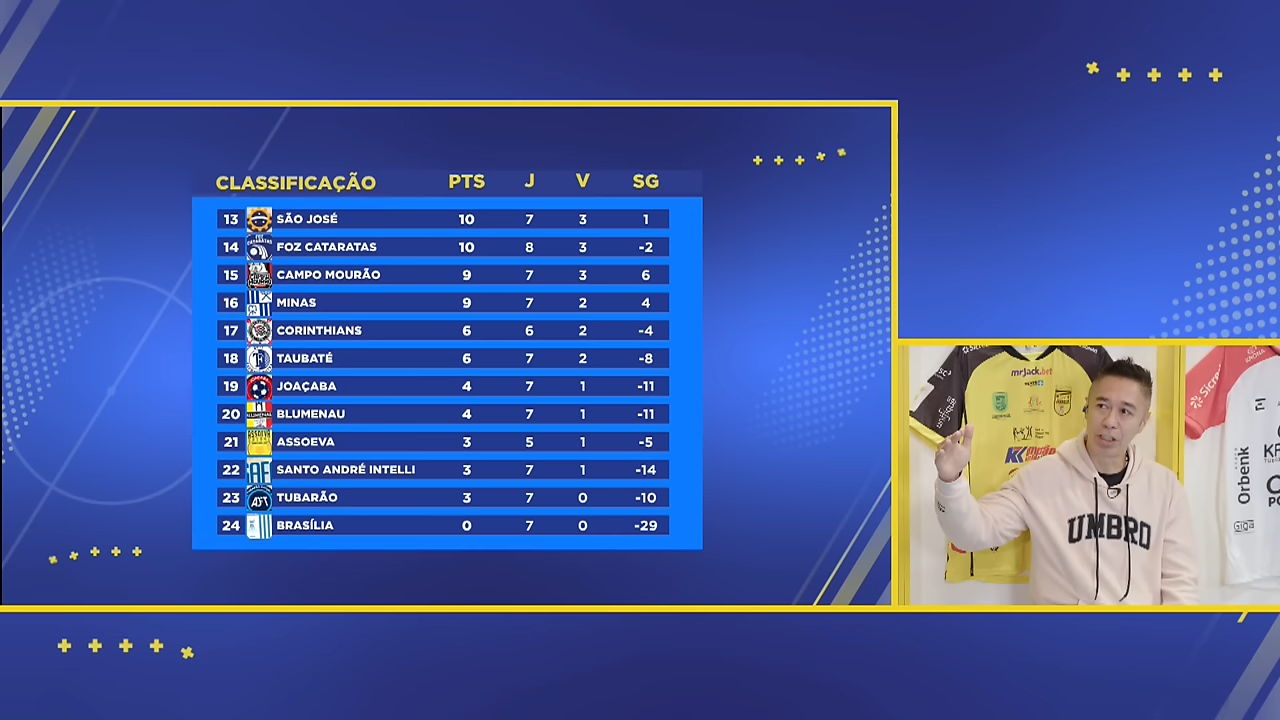 CLASSIFICAÇÃO PTS J V SG
13 SÃO JOSÉ 10 7 3 1
14 FOZ CATARATAS 10 8 3 -2
15 CAMPO MOURÃO 9 7 3 6
16 MINAS 9 7 2 4
17 CORINTHIANS 6 6 2 -4
18 TAUBATÉ 6 7 2 -8
19 JOAÇABA 4 7 1 -11
20 BLUMENAU 4 7 1 -11
21 ASSOEVA 3 5 1 -5
22 SANTO ANDRÉ INTELLI 3 7 1 -14
23 TUBARÃO 3 7 0 -10
24 BRASÍLIA 0 7 0 -29
mrjack.bet
UMBRO
Sicre
Orbenk
Giga